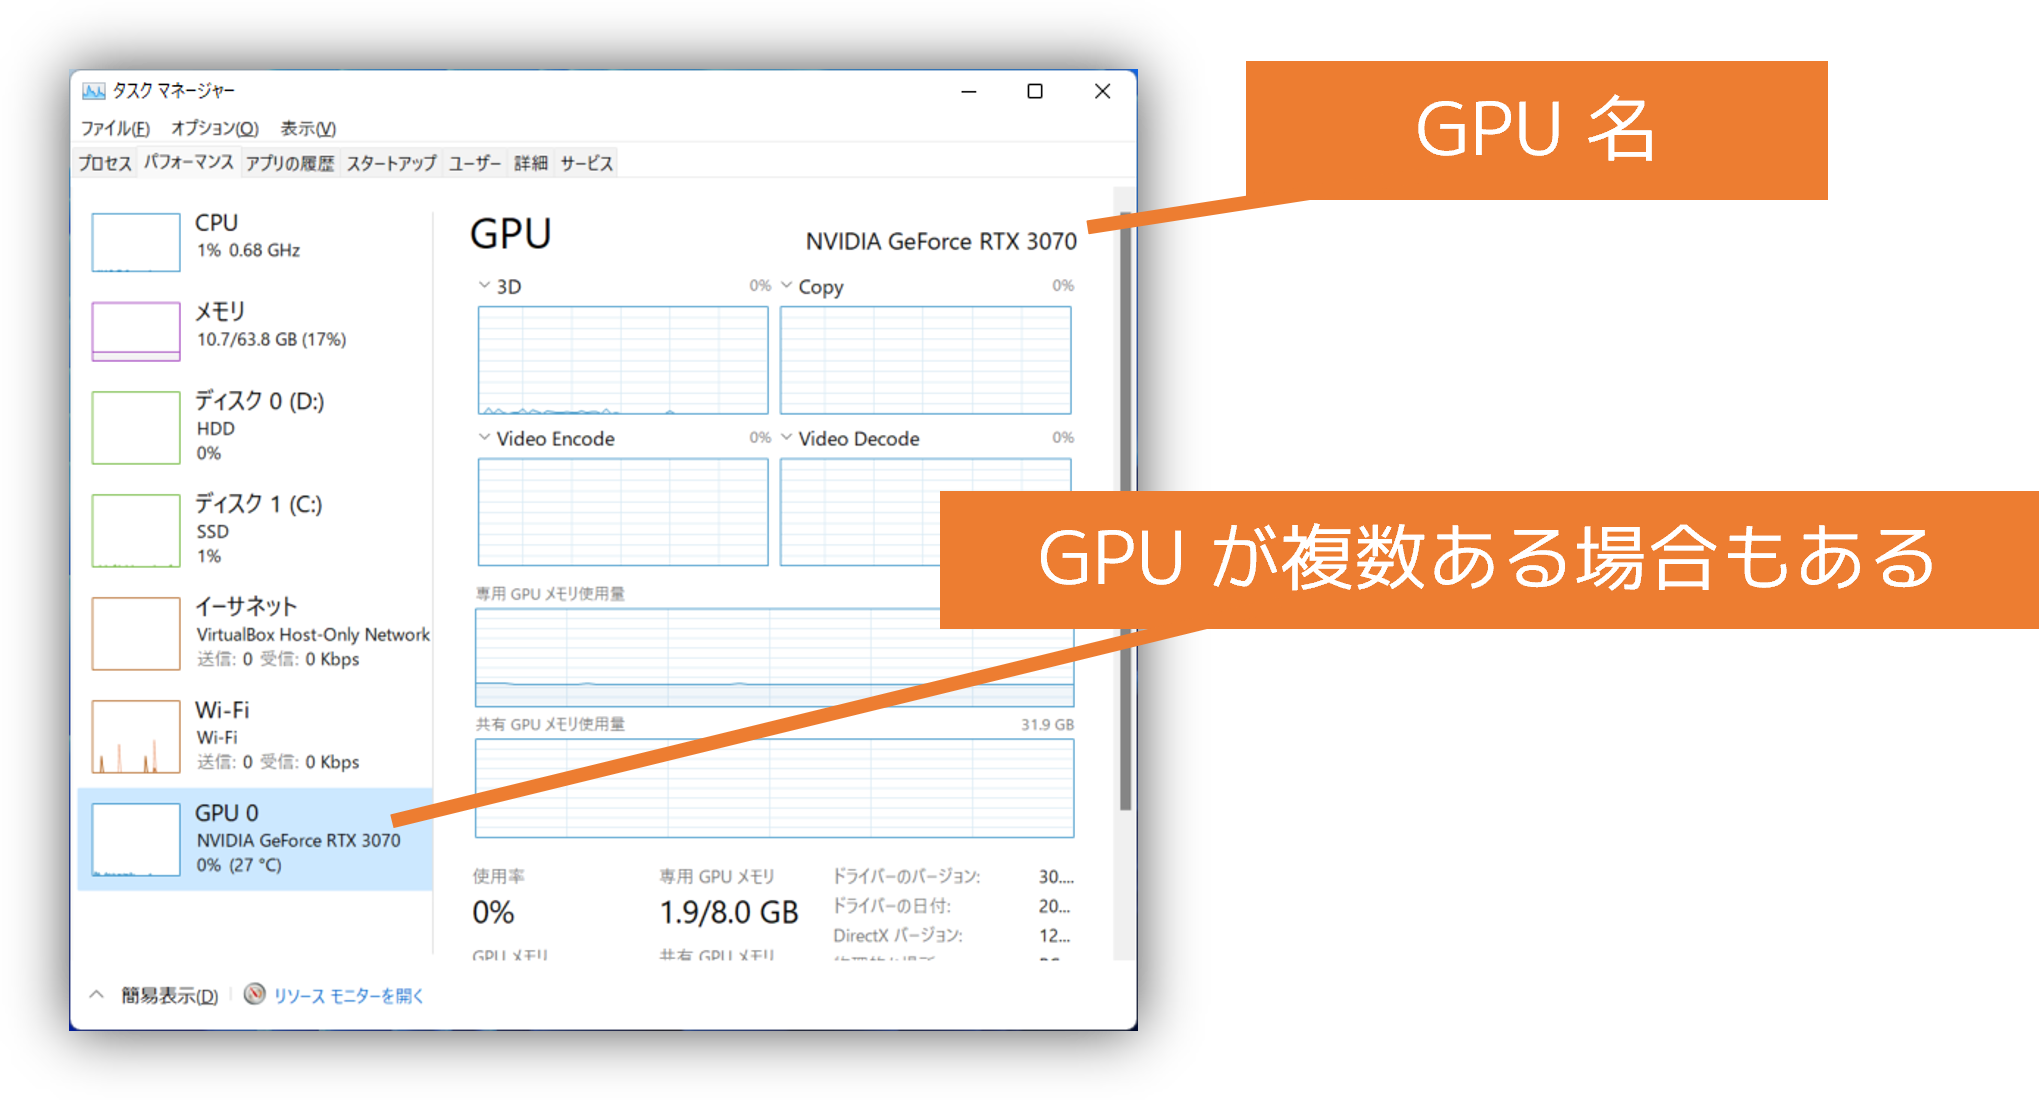 タスク マネージャー
ファイル(F) オプション(O) 表示(V)
プロセス パフォーマンス アプリの履歴 スタートアップ ユーザー 詳細 サービス
CPU
1% 0.68 GHz
メモリ
10.7/63.8 GB (17%)
ディスク 0 (D:)
HDD
0%
ディスク 1 (C:)
SSD
1%
イーサネット
VirtualBox Host-Only Network
送信: 0 受信: 0 Kbps
Wi-Fi
Wi-Fi
送信: 0 受信: 0 Kbps
GPU 0
NVIDIA GeForce RTX 3070
0% (27 °C)
GPU
NVIDIA GeForce RTX 3070
3D 0% Copy 0%
Video Encode 0% Video Decode 0%
専用 GPU メモリ使用量
共有 GPU メモリ使用量 31.9 GB
使用率
0%
専用 GPU メモリ
1.9/8.0 GB
ドライバーのバージョン: 30....
ドライバーの日付: 20...
DirectX バージョン: 12...
GPU メモリ
共有 GPU メモリ
簡易表示(D) リソース モニターを開く
GPU 名
GPU が複数ある場合もある